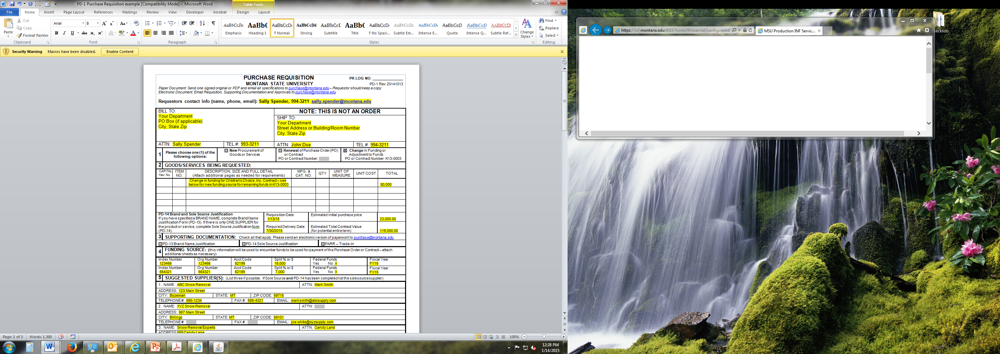 PD-1 Purchase Requisition example [Compatibility Mode] - Microsoft Word
Table Tools
File Home Insert Page Layout References Mailings Review View Developer Acrobat Design Layout
Cut
Copy
Format Painter
Paste
Clipboard
Arial 8
Font
Paragraph
AaBbCcDc AaBbC AaBbCcDc AaBbCcDd AaBbCcI AaBbC AaBbCcDc AaBbCcDc AaBbCcDc AaBbCcD AaBbCcD AABBCCDI
Emphasis Heading 1 ¶ Normal Strong Subtitle Title ¶ No Spaci... Subtle Em... Intense E... Quote Intense Q... Subtle Ref...
Change Styles
Styles
Find
Replace
Select
Editing
Security Warning Macros have been disabled. Enable Content
PURCHASE REQUISITION PR LOG NO.
MONTANA STATE UNIVERSITY PD-1 Rev 20141013
Paper Document: Send one signed original or PDF and email all specifications to purchase@montana.edu – Requestor should keep a copy
Electronic Document: Email Requisition, Supporting Documentation and Approvals to purchase@montana.edu
Requestors contact info (name, phone, email): Sally Spender, 994-3211 sally.spender@montana.edu
BILL TO:
Your Department
PO Box (if applicable)
City, State Zip
NOTE: THIS IS NOT AN ORDER
SHIP TO:
Your Department
Street Address or Building/Room Number
City. State Zip
ATTN: Sally Spender TEL.#: 993-3211 ATTN: John Doe TEL.#: 994-3211
1 Please choose one (1) of the following options:
New Procurement of Goods or Services
Renewal of Purchase Order (PO) or Contract
PO or Contract Number:
Change in Funding or Adjustment to Funds
PO or Contract Number: K13-0003
2 GOODS/SERVICES BEING REQUESTED:
CAPITAL Yes/ No ITEM NO. DESCRIPTION, SIZE AND FULL DETAIL (Attach additional pages as needed for requirements) MFG. & CAT. NO. QTY UNIT OF MEASURE UNIT COST TOTAL
Change in funding for Children's Choice, Inc. Contract – see
below for new funding source for remaining funds in K13-0003 60,000
PD-14 Brand and Sole Source Justification
If you have specified a BRAND NAME, complete Brand Name
Justification Form (PD-13). If there is only ONE SUPPLIER for
the product or service, complete Sole Source Justification form
(PD-14).
Requisition Date:
1/13/15
Estimated initial purchase price 23,000.00
Required Delivery Date:
7/30/2015
Estimated Total Contract Value
(for potential entire term) 119,000.00
3 SUPPORTING DOCUMENTATION: Check all that apply. Please send an electronic version of paperwork to purchase@montana.edu
PD-13 Brand Name Justification PD-14 Sole Source Justification PARR – Trade-In
4 FUNDING SOURCE: (this information will be used to encumber funds to be used for payment of the Purchase Order or Contract – attach
additional sheets as necessary)
Index Number Org Number Acct Code Split % or $ Federal Funds Fiscal Year
123456 123456 62199 16,000 Yes No X FY15
Index Number Org Number Acct Code Split % or $ Federal Funds Fiscal Year
654321 654321 62199 7,000 Yes No X FY15
5 SUGGESTED SUPPLIER(S): (List three if possible. If Sole Source and PD-14 has been completed list the sole source supplier)
1. NAME: ABC Snow Removal ATTN: Mark Smith
ADDRESS: 123 Main Street
CITY: Bozeman STATE: MT ZIP CODE: 59715
TELEPHONE #: 585-1234 FAX #: 585-4321 EMAIL: marksmith@abcsupply.com
2. NAME: XYZ Snow Removal ATTN:
ADDRESS: 987 Main Street
CITY: Billings STATE MT ZIP CODE: 59101
TELEPHONE #: FAX #: EMAIL: joe.white@xyzsupply.com
3. NAME: Snow Removal Experts ATTN: Candy Land
ADDRESS: 555 Candy Lane
Page: 1 of 3 Words: 1,300
100%
12:28 PM
1/14/2015
https://inf.montana.edu:9010/forms/frmservlet?config=prod
MSU Production INF Servic...
ecklists